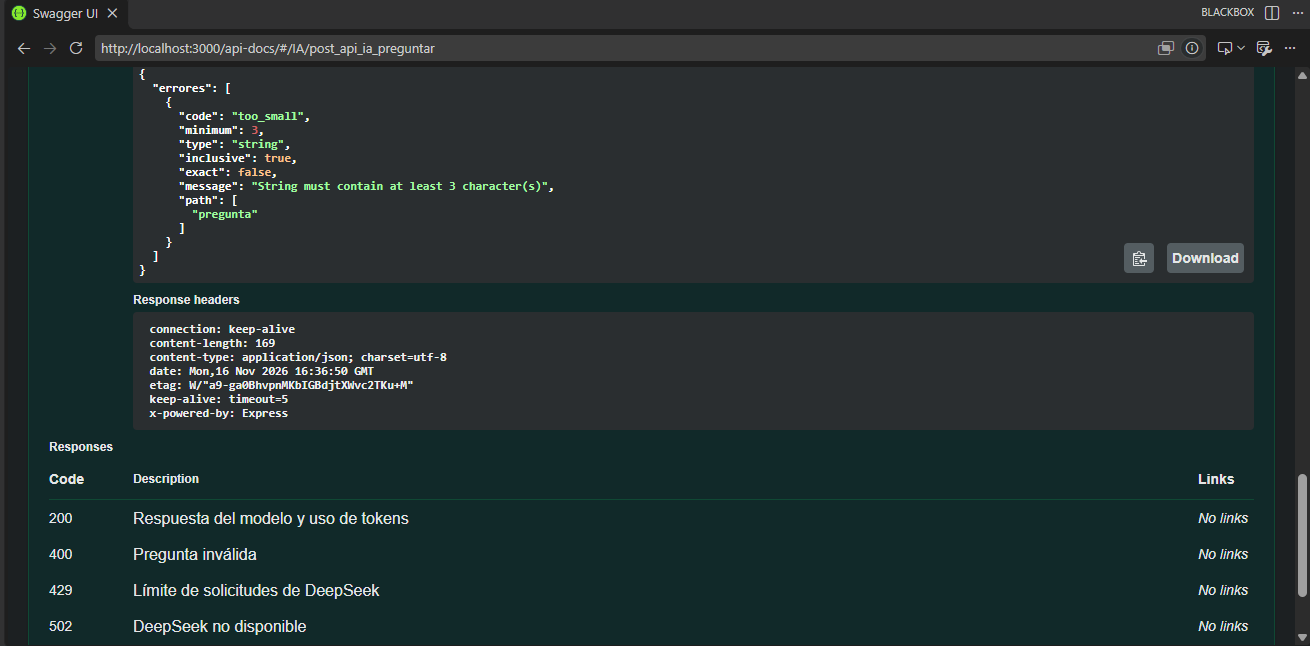 Swagger UI
BLACKBOX
http://localhost:3000/api-docs/#/IA/post_api_ia_preguntar
{
  "errores": [
    {
      "code": "too_small",
      "minimum": 3,
      "type": "string",
      "inclusive": true,
      "exact": false,
      "message": "String must contain at least 3 character(s)",
      "path": [
        "pregunta"
      ]
    }
  ]
}
Download
Response headers
connection: keep-alive
content-length: 169
content-type: application/json; charset=utf-8
date: Mon,16 Nov 2026 16:36:50 GMT
etag: W/"a9-ga0BhvpnMKbIGBdjtXWvc2TKu+M"
keep-alive: timeout=5
x-powered-by: Express
Responses
Code Description Links
200 Respuesta del modelo y uso de tokens No links
400 Pregunta inválida No links
429 Límite de solicitudes de DeepSeek No links
502 DeepSeek no disponible No links